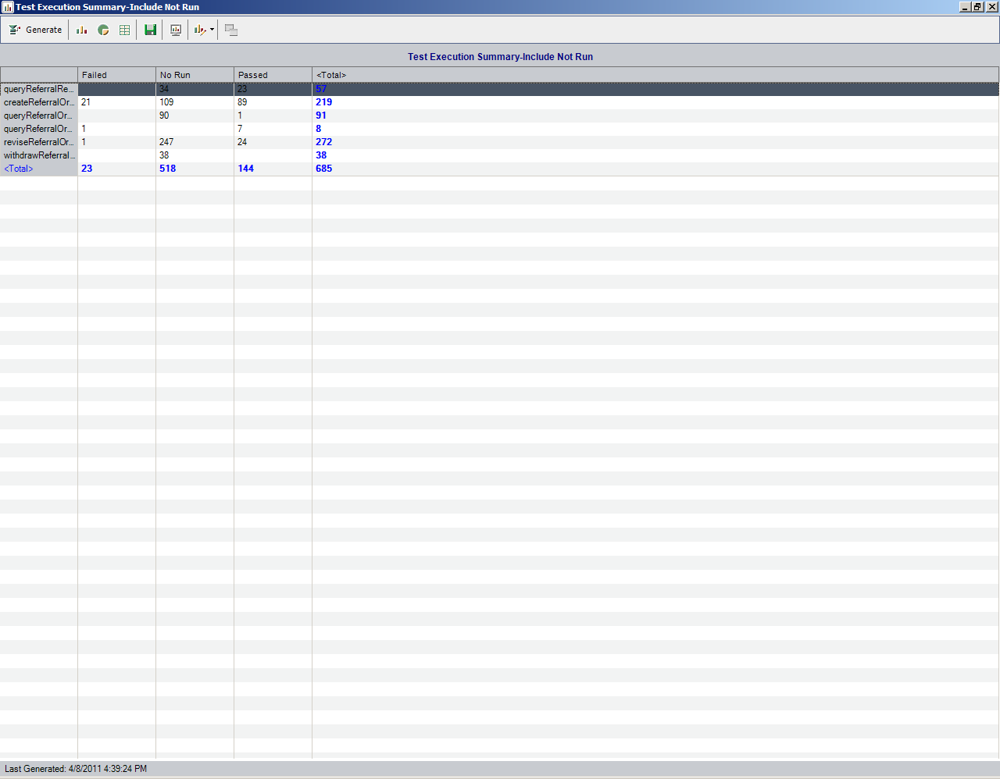 Test Execution Summary-Include Not Run
Generate
Test Execution Summary-Include Not Run
Failed No Run Passed <Total>
queryReferralRe... 34 23 57
createReferralOr... 21 109 89 219
queryReferralOr... 90 1 91
queryReferralOr... 1 7 8
reviseReferralOr... 1 247 24 272
withdrawReferral... 38 38
<Total> 23 518 144 685
Last Generated: 4/8/2011 4:39:24 PM